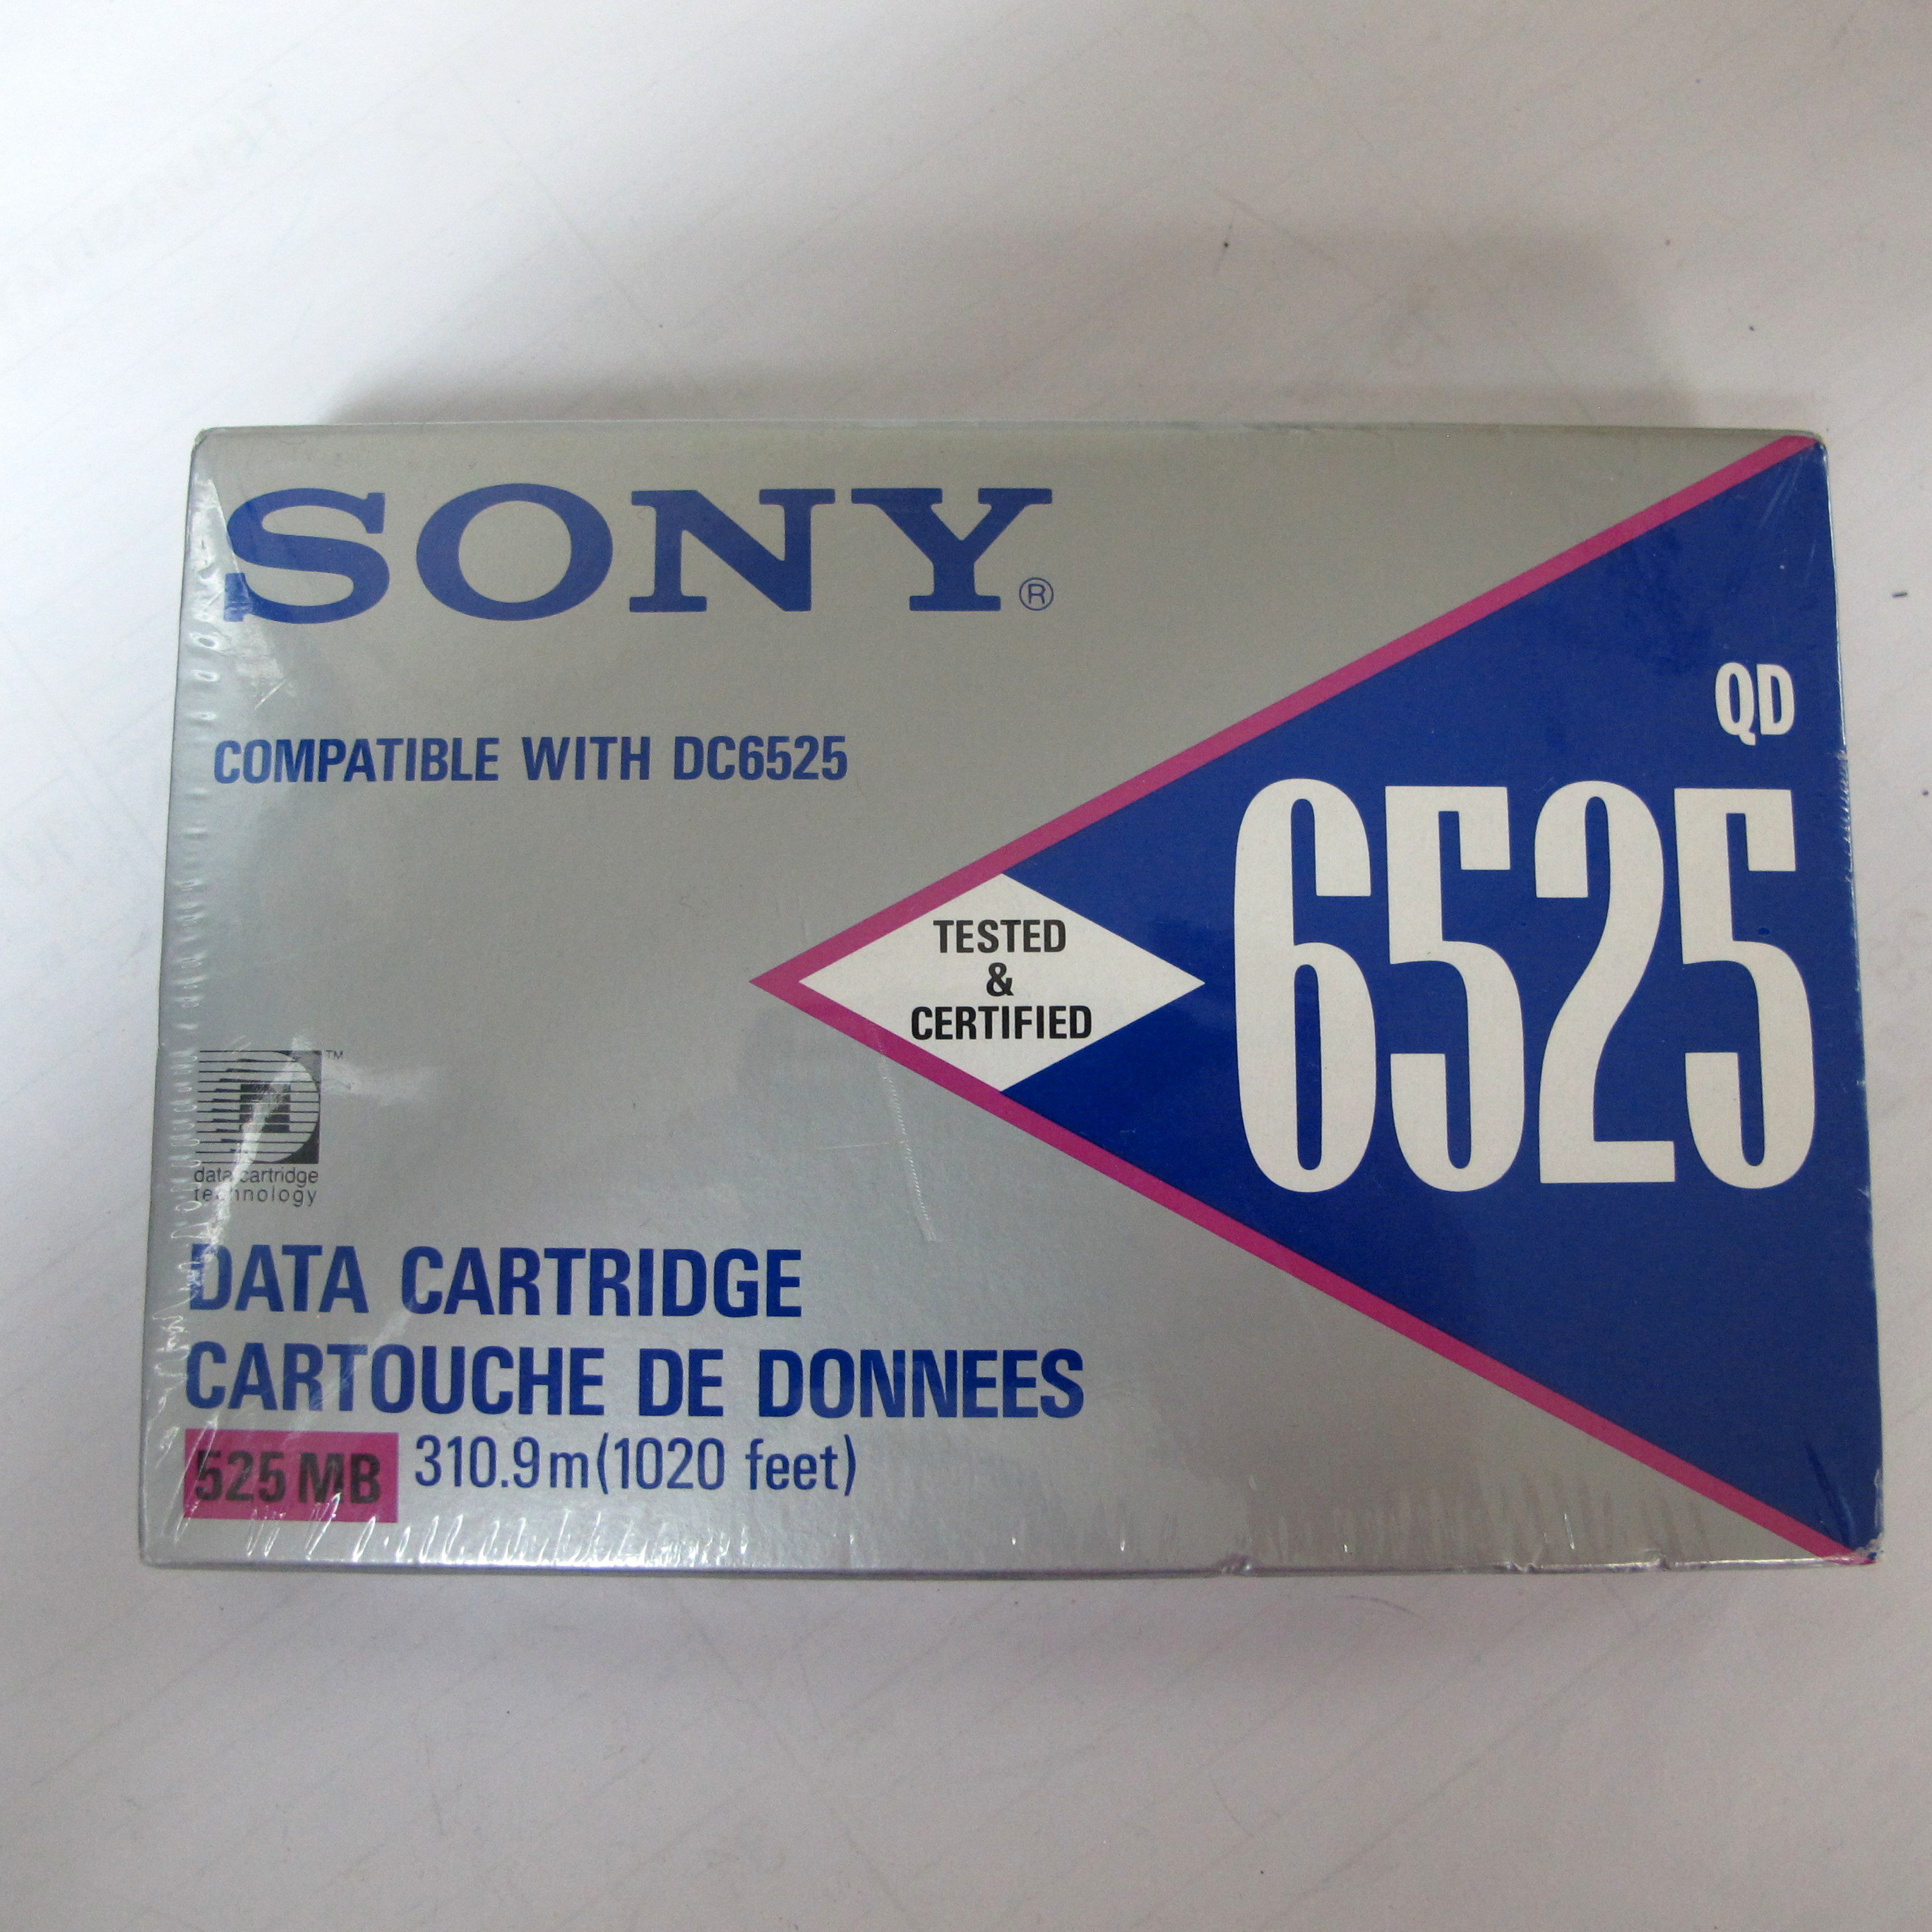 SONY®
COMPATIBLE WITH DC6525
QD
6525
TESTED
&
CERTIFIED
TM
data cartridge
technology
DATA CARTRIDGE
CARTOUCHE DE DONNEES
525 MB 310.9m (1020 feet)